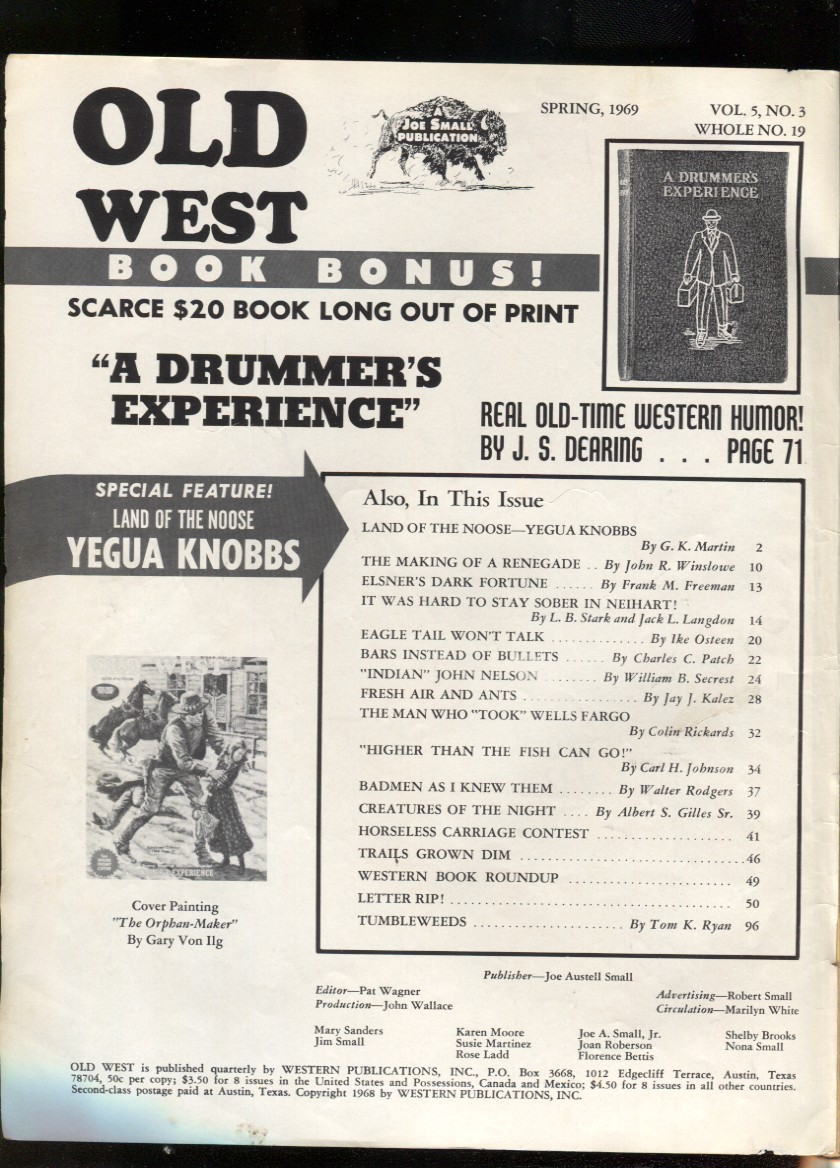 OLD
WEST
A
JOE SMALL
PUBLICATION
SPRING, 1969
VOL. 5, NO. 3
WHOLE NO. 19
A DRUMMER'S
EXPERIENCE
BOOK BONUS!
SCARCE $20 BOOK LONG OUT OF PRINT
"A DRUMMER'S
EXPERIENCE"
REAL OLD-TIME WESTERN HUMOR!
BY J. S. DEARING . . . PAGE 71
SPECIAL FEATURE!
LAND OF THE NOOSE
YEGUA KNOBBS
Also, In This Issue
LAND OF THE NOOSE—YEGUA KNOBBS
By G. K. Martin 2
THE MAKING OF A RENEGADE .. By John R. Winslowe 10
ELSNER'S DARK FORTUNE ...... By Frank M. Freeman 13
IT WAS HARD TO STAY SOBER IN NEIHART!
By L. B. Stark and Jack L. Langdon 14
EAGLE TAIL WON'T TALK ............. By Ike Osteen 20
BARS INSTEAD OF BULLETS ...... By Charles C. Patch 22
"INDIAN" JOHN NELSON ........ By William B. Secrest 24
FRESH AIR AND ANTS ................. By Jay J. Kalez 28
THE MAN WHO "TOOK" WELLS FARGO
By Colin Rickards 32
"HIGHER THAN THE FISH CAN GO!"
By Carl H. Johnson 34
BADMEN AS I KNEW THEM ........ By Walter Rodgers 37
CREATURES OF THE NIGHT .... By Albert S. Gilles Sr. 39
HORSELESS CARRIAGE CONTEST .................... 41
TRAILS GROWN DIM ................................ 46
WESTERN BOOK ROUNDUP ........................ 49
LETTER RIP! ........................................ 50
TUMBLEWEEDS ...................... By Tom K. Ryan 96
EXPERIENCE
Cover Painting
"The Orphan-Maker"
By Gary Von Ilg
Publisher—Joe Austell Small
Editor—Pat Wagner
Production—John Wallace
Advertising—Robert Small
Circulation—Marilyn White
Mary Sanders
Jim Small
Karen Moore
Susie Martinez
Rose Ladd
Joe A. Small, Jr.
Joan Roberson
Florence Bettis
Shelby Brooks
Nona Small
OLD WEST is published quarterly by WESTERN PUBLICATIONS, INC., P.O. Box 3668, 1012 Edgecliff Terrace, Austin, Texas
78704, 50c per copy; $3.50 for 8 issues in the United States and Possessions, Canada and Mexico; $4.50 for 8 issues in all other countries.
Second-class postage paid at Austin, Texas. Copyright 1968 by WESTERN PUBLICATIONS, INC.